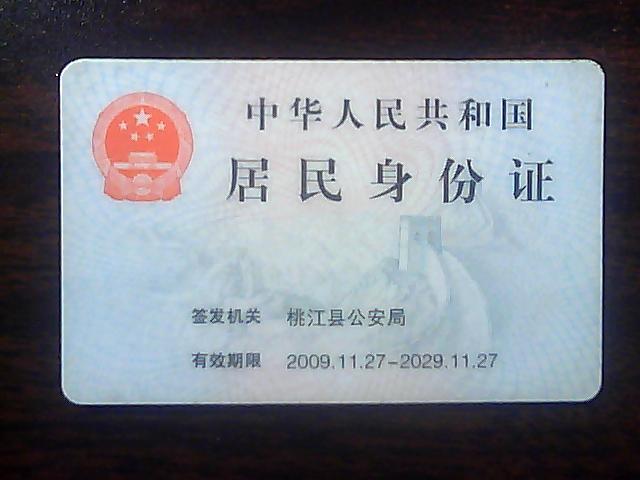 中华人民共和国
居民身份证
签发机关 桃江县公安局
有效期限 2009.11.27-2029.11.27